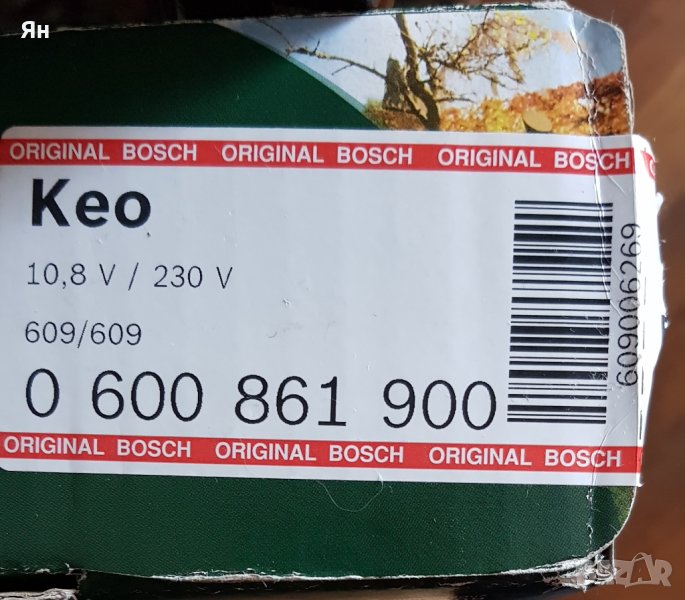 Ян
ORIGINAL BOSCH ORIGINAL BOSCH ORIGINAL BOSCH
Keo
10,8 V / 230 V
609/609
0 600 861 900
609006269
ORIGINAL BOSCH ORIGINAL BOSCH ORIGINAL BOSCH